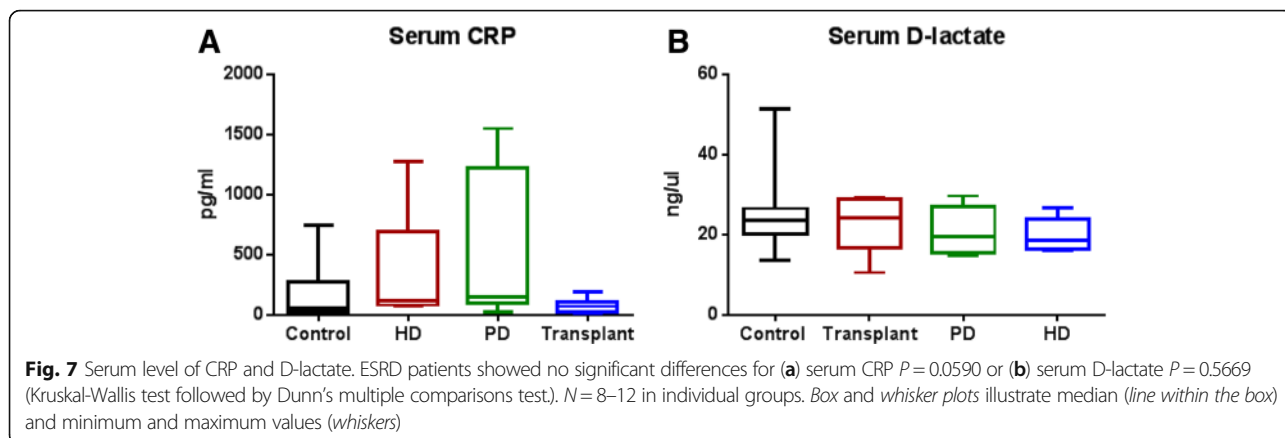 A Serum CRP
2000
1500
1000
500
0
pg/ml
Control HD PD Transplant
B Serum D-lactate
60
40
20
0
ng/ul
Control Transplant PD HD
Fig. 7 Serum level of CRP and D-lactate. ESRD patients showed no significant differences for (a) serum CRP P = 0.0590 or (b) serum D-lactate P = 0.5669
(Kruskal-Wallis test followed by Dunn's multiple comparisons test.). N = 8–12 in individual groups. Box and whisker plots illustrate median (line within the box)
and minimum and maximum values (whiskers)